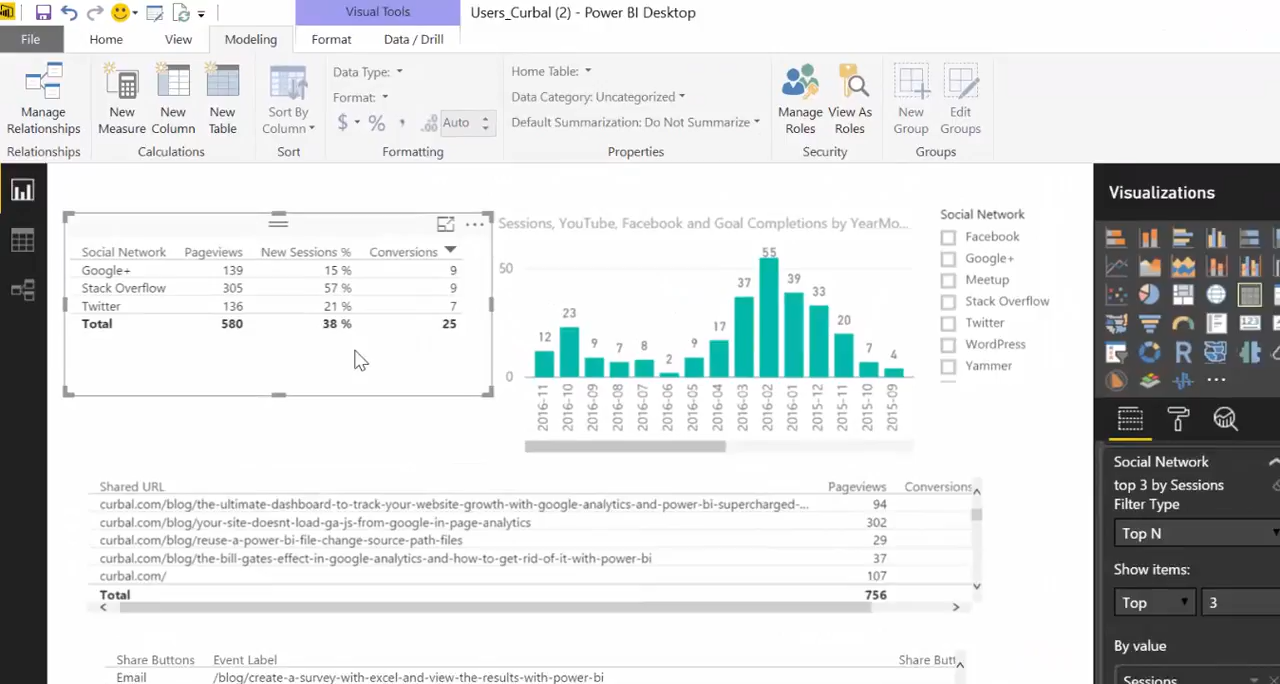 Visual Tools
Users_Curbal (2) - Power BI Desktop
File
Home
View
Modeling
Format
Data / Drill
Manage Relationships
New Measure
New Column
New Table
Sort By Column
Data Type:
Format:
$ % , Auto
Home Table:
Data Category: Uncategorized
Default Summarization: Do Not Summarize
Manage Roles
View As Roles
New Group
Edit Groups
Relationships
Calculations
Sort
Formatting
Properties
Security
Groups
Social Network Pageviews New Sessions % Conversions
Google+ 139 15 % 9
Stack Overflow 305 57 % 9
Twitter 136 21 % 7
Total 580 38 % 25
Sessions, YouTube, Facebook and Goal Completions by YearMo...
50
0
12 23 9 7 8 2 9 17 37 55 39 33 20 7 4
2016-11 2016-10 2016-09 2016-08 2016-07 2016-06 2016-05 2016-04 2016-03 2016-02 2016-01 2015-12 2015-11 2015-10 2015-09
Social Network
Facebook
Google+
Meetup
Stack Overflow
Twitter
WordPress
Yammer
Shared URL Pageviews Conversions
curbal.com/blog/the-ultimate-dashboard-to-track-your-website-growth-with-google-analytics-and-power-bi-supercharged-... 94
curbal.com/blog/your-site-doesnt-load-ga-js-from-google-in-page-analytics 302
curbal.com/blog/reuse-a-power-bi-file-change-source-path-files 29
curbal.com/blog/the-bill-gates-effect-in-google-analytics-and-how-to-get-rid-of-it-with-power-bi 37
curbal.com/ 107
Total 756
Share Buttons Event Label Share Butt
Email /blog/create-a-survey-with-excel-and-view-the-results-with-power-bi
Visualizations
R
123
Social Network
top 3 by Sessions
Filter Type
Top N
Show items:
Top 3
By value
Sessions